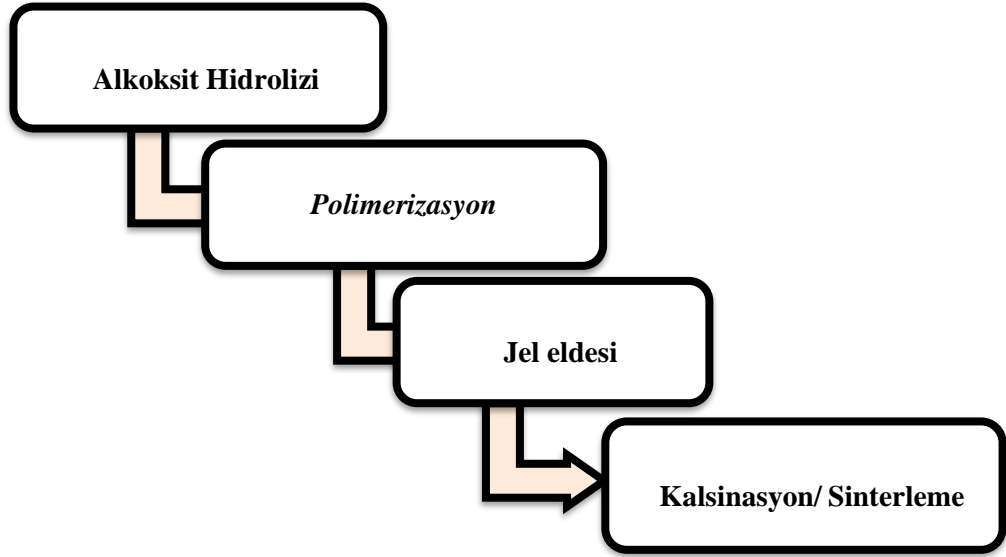 Alkoksit Hidrolizi
Polimerizasyon
Jel eldesi
Kalsinasyon/ Sinterleme